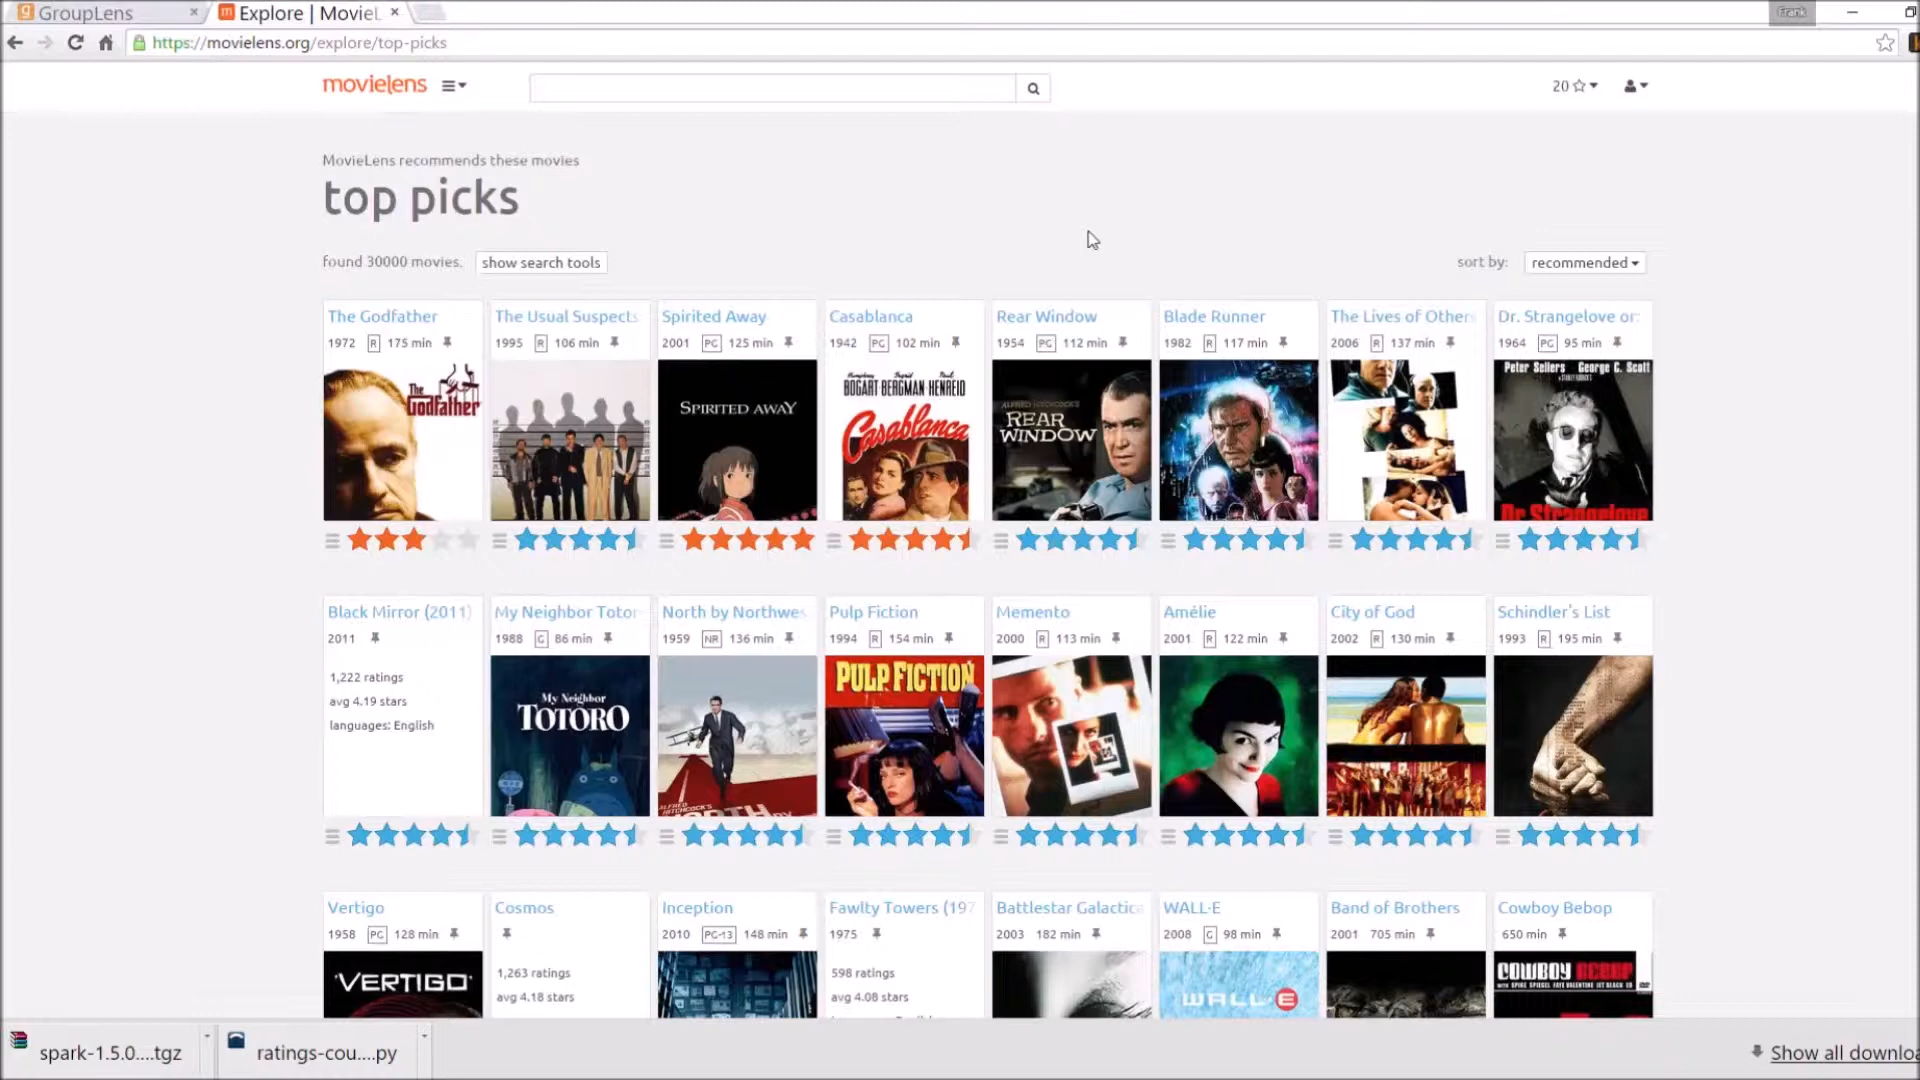 GroupLens
Explore | MovieL
Frank
https://movielens.org/explore/top-picks
movielens
20
MovieLens recommends these movies
top picks
found 30000 movies.
show search tools
sort by:
recommended
The Godfather
1972 R 175 min
The Godfather
The Usual Suspects
1995 R 106 min
Spirited Away
2001 PG 125 min
SPIRITED AWAY
Casablanca
1942 PG 102 min
BOGART BERGMAN HENREID
Casablanca
Rear Window
1954 PG 112 min
ALFRED HITCHCOCK'S
REAR
WINDOW
Blade Runner
1982 R 117 min
The Lives of Other
2006 R 137 min
Dr. Strangelove or:
1964 PG 95 min
Peter Sellers George C. Scott
Dr. Strangelove
Black Mirror (2011)
2011
1,222 ratings
avg 4.19 stars
languages: English
My Neighbor Totor
1988 G 86 min
My Neighbor
TOTORO
North by Northwes
1959 NR 136 min
ALFRED HITCHCOCK'S
Pulp Fiction
1994 R 154 min
PULP FICTION
Memento
2000 R 113 min
Amélie
2001 R 122 min
City of God
2002 R 130 min
Schindler's List
1993 R 195 min
Vertigo
1958 PG 128 min
'VERTIGO'
Cosmos
1,263 ratings
avg 4.18 stars
Inception
2010 PG-13 148 min
Fawlty Towers (197
1975
598 ratings
avg 4.08 stars
Battlestar Galactica
2003 182 min
WALL·E
2008 G 98 min
WALL·E
Band of Brothers
2001 705 min
Cowboy Bebop
650 min
COWBOY BEBOP
spark-1.5.0....tgz
ratings-cou....py
Show all downloa